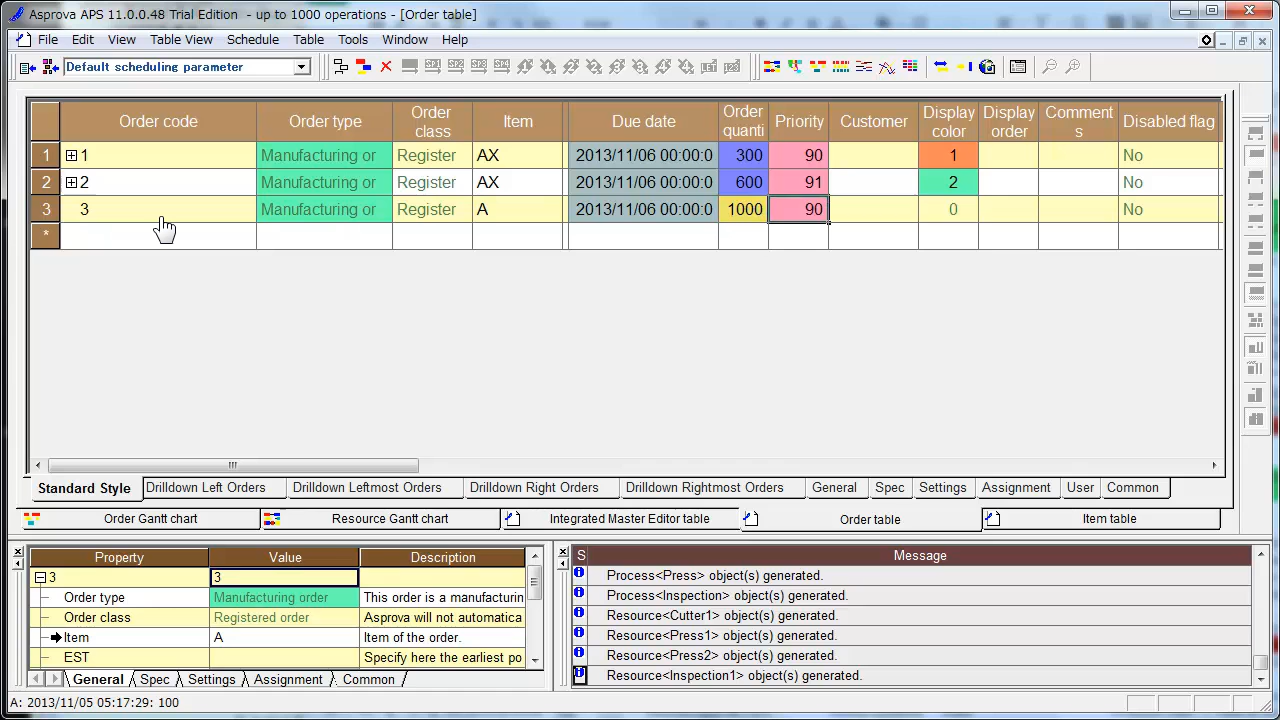 Asprova APS 11.0.0.48 Trial Edition - up to 1000 operations - [Order table]
File Edit View Table View Schedule Table Tools Window Help
Default scheduling parameter
Order code Order type Order class Item Due date Order quanti Priority Customer Display color Display order Comment s Disabled flag
1 1 Manufacturing or Register AX 2013/11/06 00:00:0 300 90 1 No
2 2 Manufacturing or Register AX 2013/11/06 00:00:0 600 91 2 No
3 3 Manufacturing or Register A 2013/11/06 00:00:0 1000 90 0 No
*
Standard Style Drilldown Left Orders Drilldown Leftmost Orders Drilldown Right Orders Drilldown Rightmost Orders General Spec Settings Assignment User Common
Order Gantt chart Resource Gantt chart Integrated Master Editor table Order table Item table
Property Value Description
3 3
Order type Manufacturing order This order is a manufacturin
Order class Registered order Asprova will not automatica
Item A Item of the order.
EST Specify here the earliest po
General Spec Settings Assignment Common
S Message
Process<Press> object(s) generated.
Process<Inspection> object(s) generated.
Resource<Cutter1> object(s) generated.
Resource<Press1> object(s) generated.
Resource<Press2> object(s) generated.
Resource<Inspection1> object(s) generated.
A: 2013/11/05 05:17:29: 100